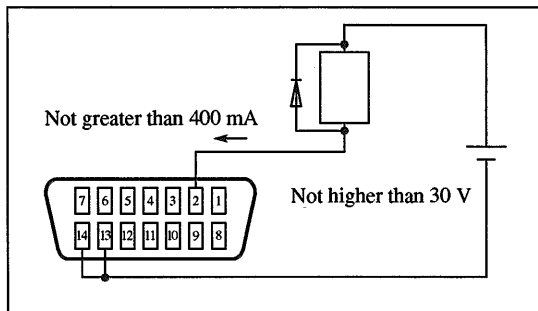 Not greater than 400 mA
Not higher than 30 V
7 6 5 4 3 2 1
14 13 12 11 10 9 8